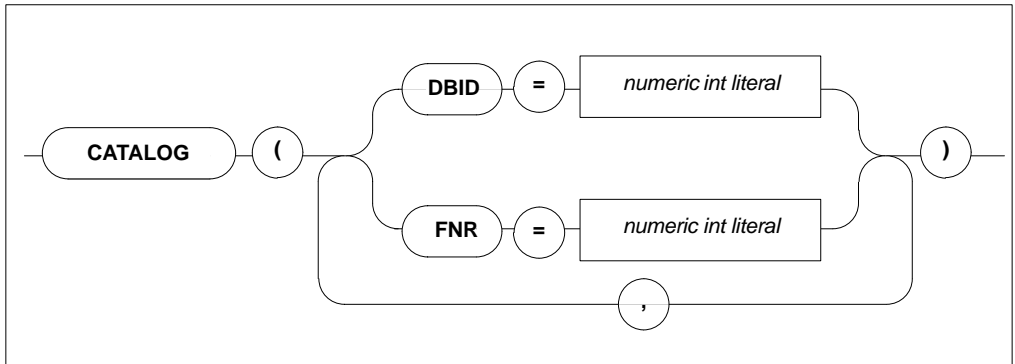 DBID = numeric int literal
CATALOG ( )
FNR = numeric int literal
,